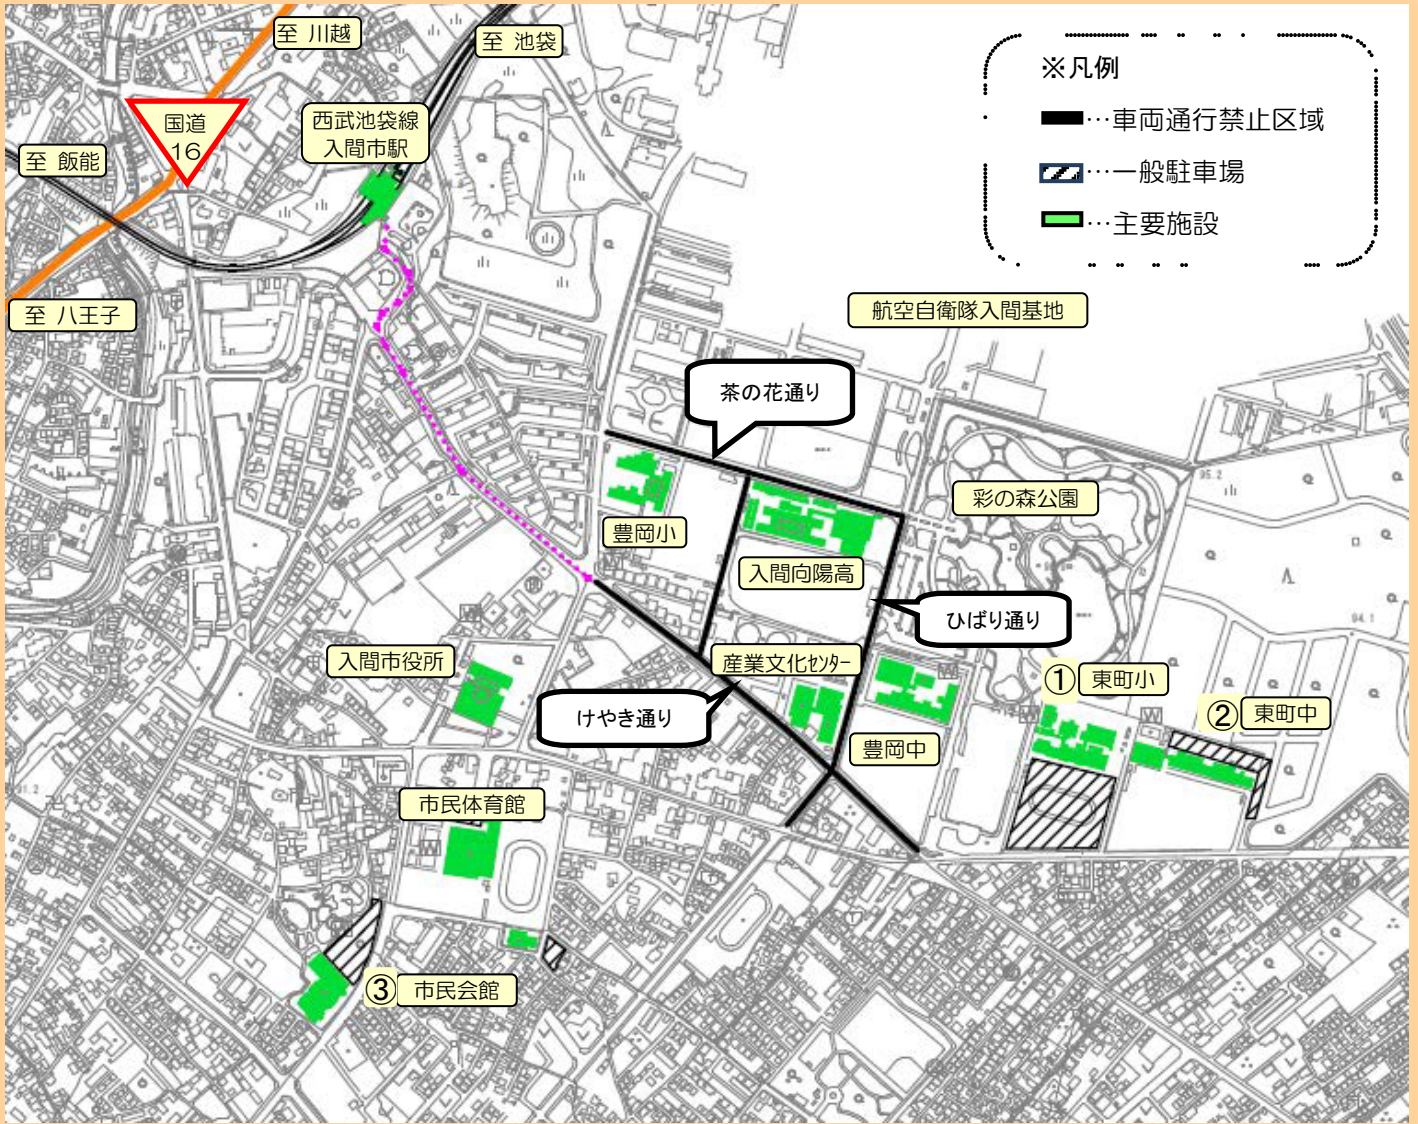 至 川越
至 池袋
※凡例
…車両通行禁止区域
…一般駐車場
…主要施設
国道
16
西武池袋線
入間市駅
至 飯能
至 八王子
航空自衛隊入間基地
茶の花通り
彩の森公園
95.2
豊岡小
入間向陽高
ひばり通り
94.1
入間市役所
産業文化ｾﾝﾀｰ
① 東町小
② 東町中
けやき通り
豊岡中
市民体育館
③ 市民会館